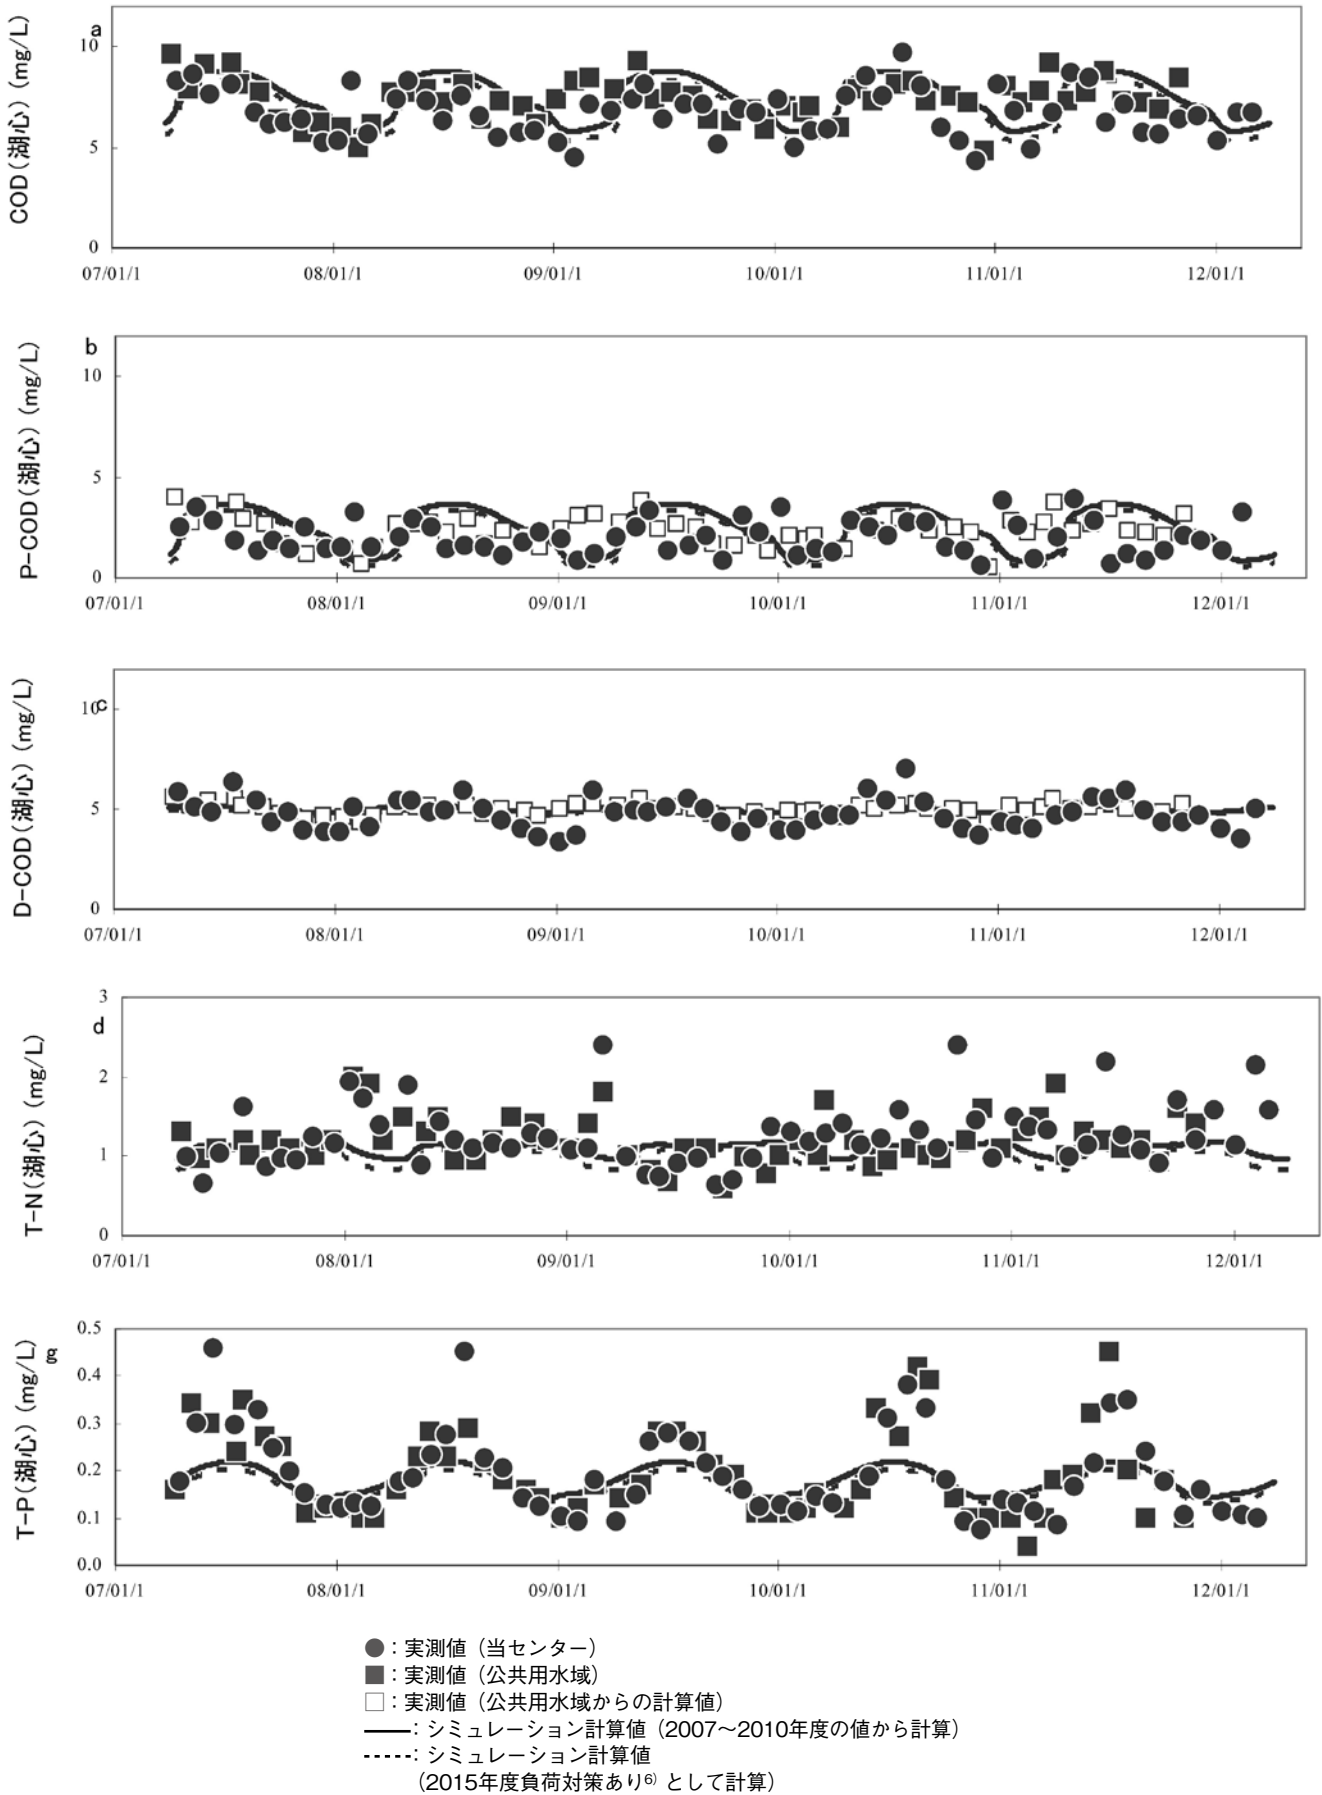 a
COD（湖心）（mg/L）
10
5
0
07/01/1 08/01/1 09/01/1 10/01/1 11/01/1 12/01/1
b
P-COD（湖心）（mg/L）
10
5
0
07/01/1 08/01/1 09/01/1 10/01/1 11/01/1 12/01/1
c
D-COD（湖心）（mg/L）
10
5
0
07/01/1 08/01/1 09/01/1 10/01/1 11/01/1 12/01/1
d
T-N（湖心）（mg/L）
3
2
1
0
07/01/1 08/01/1 09/01/1 10/01/1 11/01/1 12/01/1
g
T-P（湖心）（mg/L）
0.5
0.4
0.3
0.2
0.1
0.0
07/01/1 08/01/1 09/01/1 10/01/1 11/01/1 12/01/1
●：実測値（当センター）
■：実測値（公共用水域）
□：実測値（公共用水域からの計算値）
：シミュレーション計算値（2007～2010年度の値から計算）
：シミュレーション計算値
（2015年度負荷対策あり6) として計算）